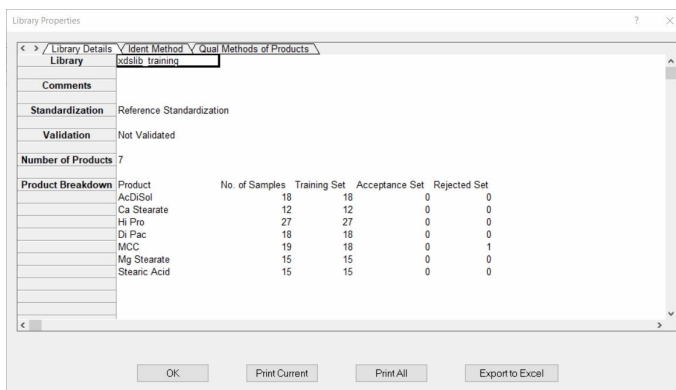 Library Properties
? ×
< > Library Details Ident Method Qual Methods of Products
Library xdslib_training
Comments
Standardization Reference Standardization
Validation Not Validated
Number of Products 7
Product Breakdown Product No. of Samples Training Set Acceptance Set Rejected Set
AcDiSol 18 18 0 0
Ca Stearate 12 12 0 0
Hi Pro 27 27 0 0
Di Pac 18 18 0 0
MCC 19 18 0 1
Mg Stearate 15 15 0 0
Stearic Acid 15 15 0 0
OK Print Current Print All Export to Excel